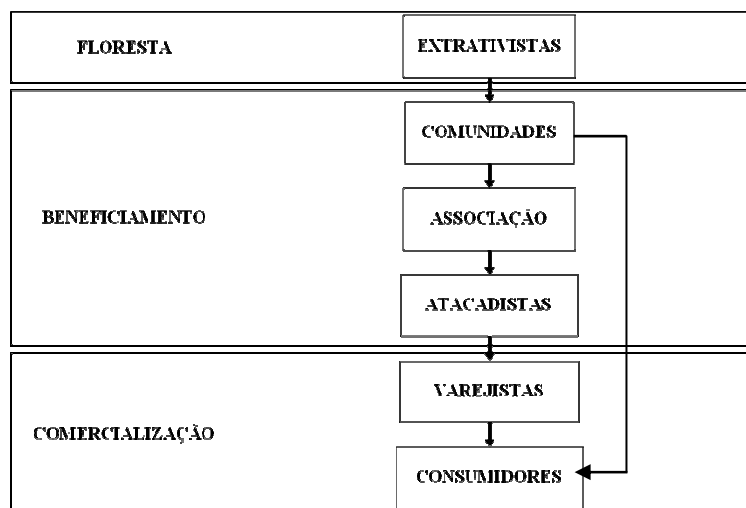 FLORESTA
EXTRATIVISTAS
COMUNIDADES
BENEFICIAMENTO
ASSOCIAÇÃO
ATACADISTAS
VAREJISTAS
COMERCIALIZAÇÃO
CONSUMIDORES